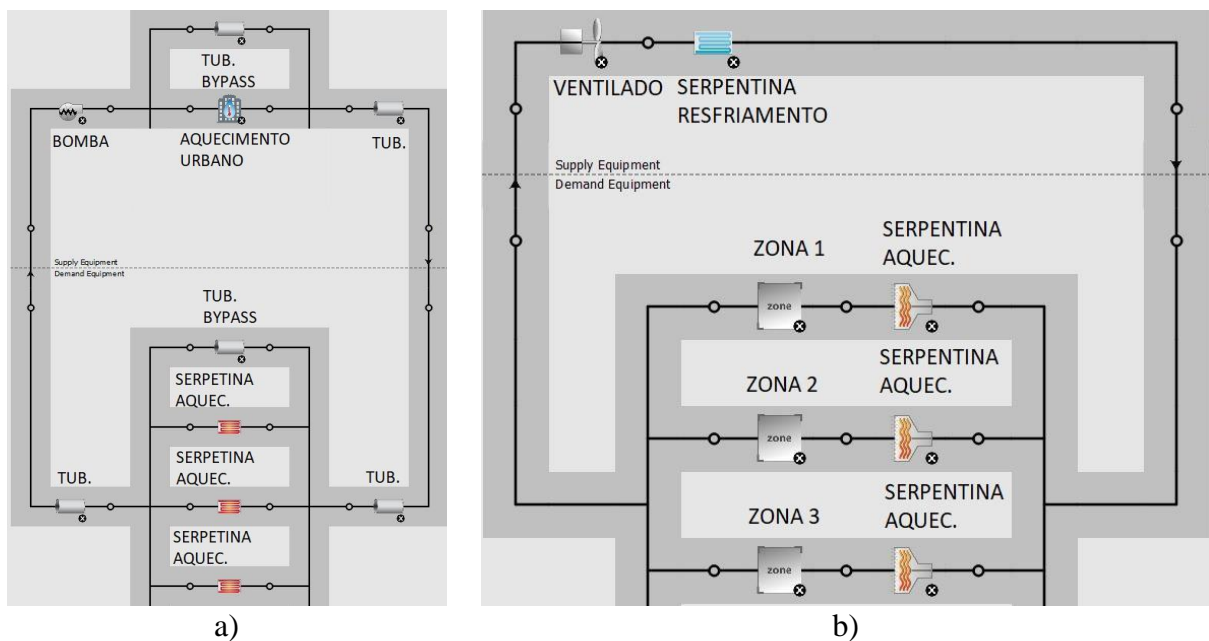 TUB.
BYPASS
BOMBA
AQUECIMENTO
URBANO
TUB.
Supply Equipment
Demand Equipment
TUB.
BYPASS
SERPETINA
AQUEC.
SERPETINA
AQUEC.
TUB.
TUB.
SERPETINA
AQUEC.
a)
VENTILADO
SERPENTINA
RESFRIAMENTO
Supply Equipment
Demand Equipment
ZONA 1
SERPENTINA
AQUEC.
zone
ZONA 2
SERPENTINA
AQUEC.
zone
ZONA 3
SERPENTINA
AQUEC.
zone
b)